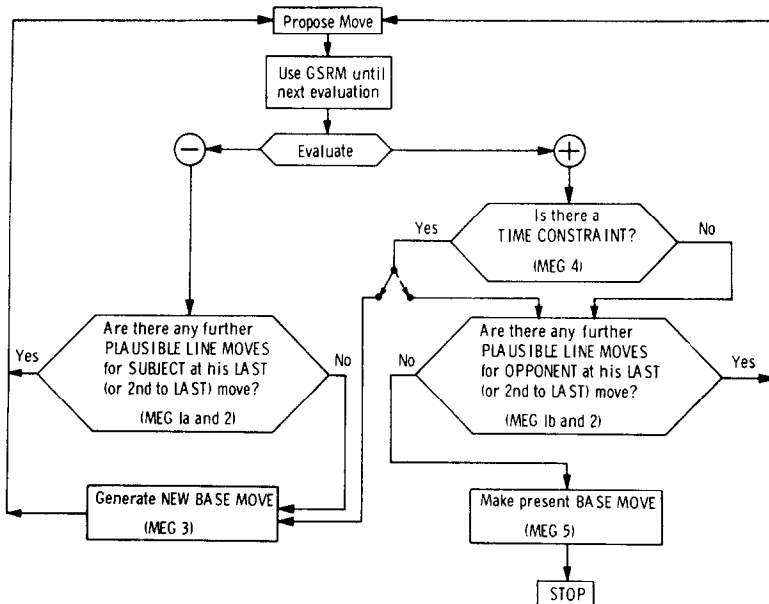 Propose Move
Use GSRM until
next evaluation
−
Evaluate
+
Is there a
TIME CONSTRAINT?
(MEG 4)
Yes
No
Are there any further
PLAUSIBLE LINE MOVES
for SUBJECT at his LAST
(or 2nd to LAST) move?
(MEG 1a and 2)
Yes
No
Are there any further
PLAUSIBLE LINE MOVES
for OPPONENT at his LAST
(or 2nd to LAST) move?
(MEG 1b and 2)
No
Yes
Generate NEW BASE MOVE
(MEG 3)
Make present BASE MOVE
(MEG 5)
STOP